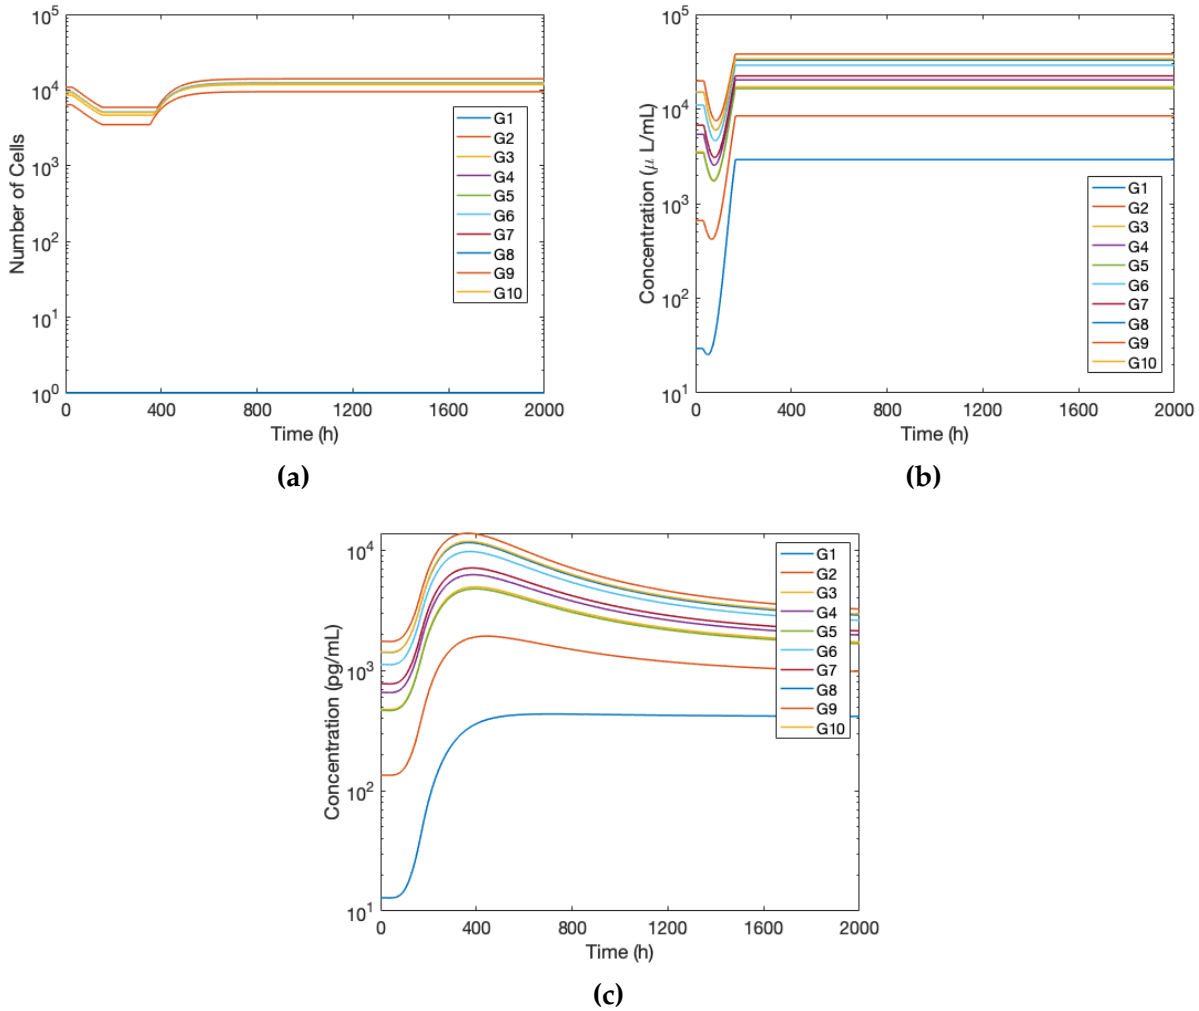 10^5
10^4
10^3
10^2
10^1
10^0
Number of Cells
0 400 800 1200 1600 2000
Time (h)
G1
G2
G3
G4
G5
G6
G7
G8
G9
G10
(a)
10^5
10^4
10^3
10^2
10^1
Concentration (μ L/mL)
0 400 800 1200 1600 2000
Time (h)
G1
G2
G3
G4
G5
G6
G7
G8
G9
G10
(b)
10^4
10^3
10^2
10^1
Concentration (pg/mL)
0 400 800 1200 1600 2000
Time (h)
G1
G2
G3
G4
G5
G6
G7
G8
G9
G10
(c)